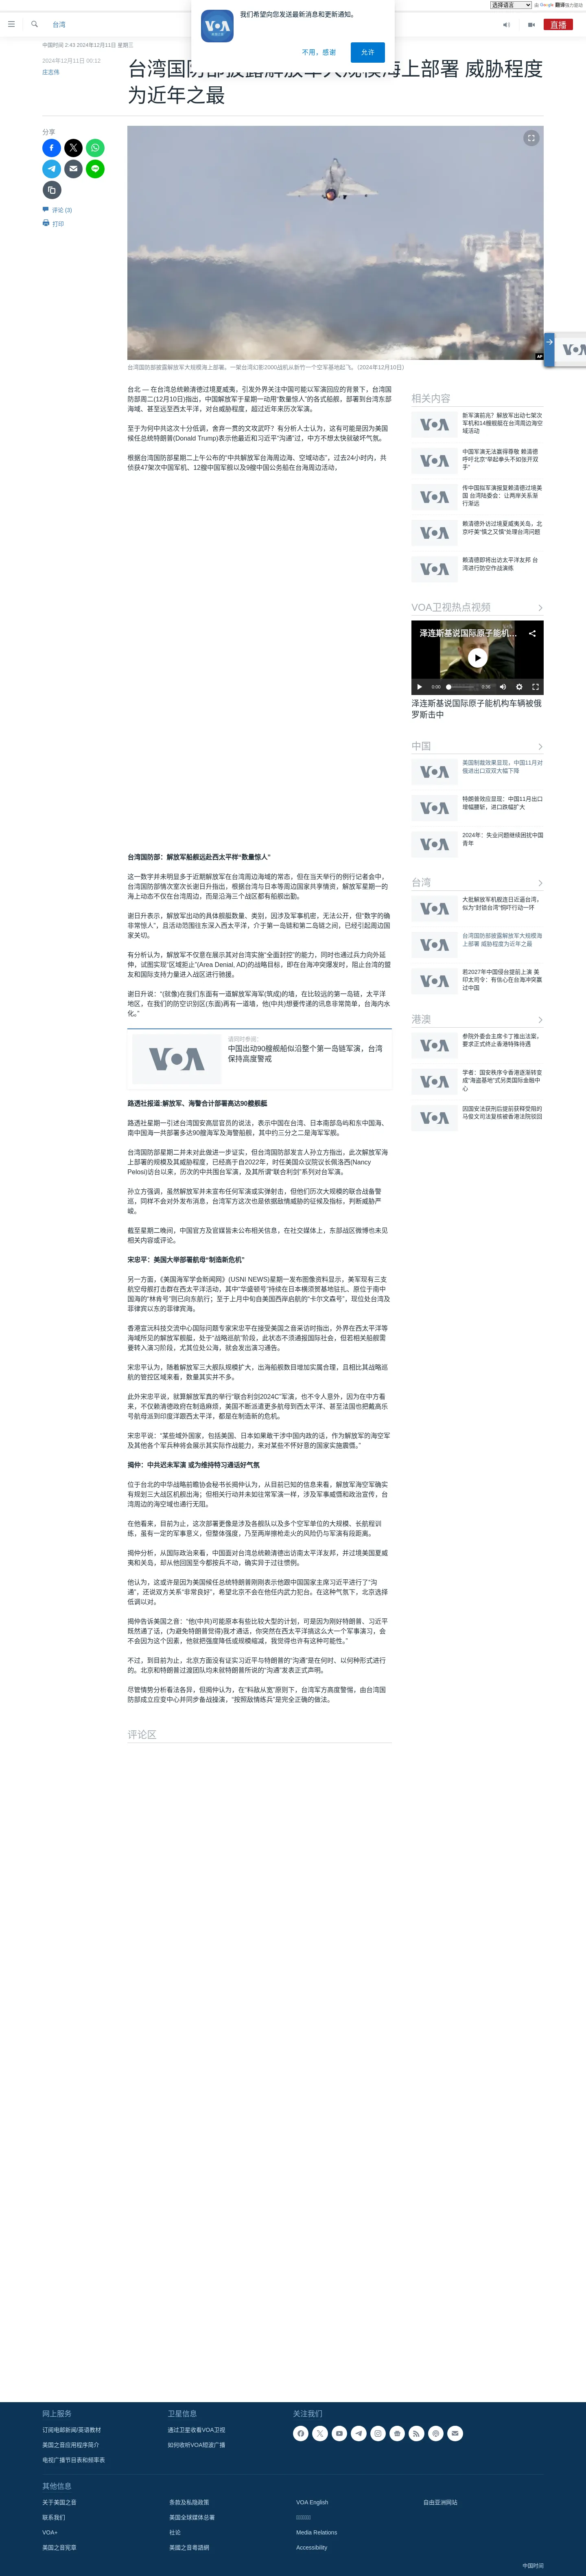 选择语言
由 Google 翻译强力驱动
我们希望向您发送最新消息和更新通知。
不用，感谢
允许
台湾
直播
中国时间 2:43 2024年12月11日 星期三
2024年12月11日 00:12
庄志伟
台湾国防部披露解放军大规模海上部署 威胁程度
为近年之最
分享
评论 (3)
打印
AP
台湾国防部披露解放军大规模海上部署。一架台湾幻影2000战机从新竹一个空军基地起飞。(2024年12月10日)
台北 — 在台湾总统赖清德过境夏威夷、引发外界关注中国可能以军演回应的背景下，台湾国
防部周二(12月10日)指出，中国解放军于星期一动用“数量惊人”的各式舰船，部署到台湾东部
海域、甚至远至西太平洋，对台威胁程度，超过近年来历次军演。
至于为何中共这次十分低调，舍弃一贯的文攻武吓？有分析人士认为，这有可能是因为美国
候任总统特朗普(Donald Trump)表示他最近和习近平“沟通”过，中方不想太快就破坏气氛。
根据台湾国防部星期二上午公布的“中共解放军台海周边海、空域动态”，过去24小时内，共
侦获47架次中国军机、12艘中国军舰以及9艘中国公务船在台海周边活动，
台湾国防部：解放军船舰远赴西太平样“数量惊人”
这一数字并未明显多于近期解放军在台湾周边海域的常态，但在当天举行的例行记者会中，
台湾国防部情次室次长谢日升指出，根据台湾与日本等周边国家共享情资，解放军星期一的
海上动态不仅在台湾周边，而是沿海三个战区都有船舰出勤。
谢日升表示，解放军出动的具体舰艇数量、类别，因涉及军事机密，无法公开，但“数字的确
非常惊人”，且活动范围往东深入西太平洋，介于第一岛链和第二岛链之间，已经引起周边国
家关切。
有分析认为，解放军不仅意在展示其对台湾实施“全面封控”的能力，同时也通过兵力向外延
伸，试图实现“区域拒止”(Area Denial, AD)的战略目标，即在台海冲突爆发时，阻止台湾的盟
友和国际支持力量进入战区进行驰援。
谢日升说：“(就像)在我们东面有一道解放军海军(筑成)的墙，在比较远的第一岛链，太平洋
地区，在我们的防空识别区(东面)再有一道墙，他(中共)要传递的讯息非常简单，台海内水
化。”
请同时参阅：
中国出动90艘舰船似沿整个第一岛链军演，台湾
保持高度警戒
路透社报道:解放军、海警合计部署高达90艘舰艇
路透社星期一引述台湾国安高层官员的说法，表示中国在台湾、日本南部岛屿和东中国海、
南中国海一共部署多达90艘海军及海警船舰，其中约三分之二是海军军舰。
台湾国防部星期二并未对此做进一步证实，但台湾国防部发言人孙立方指出，此次解放军海
上部署的规模及其威胁程度，已经高于自2022年，时任美国众议院议长佩洛西(Nancy
Pelosi)访台以来，历次的中共围台军演，及其所谓“联合利剑”系列对台军演。
孙立方强调，虽然解放军并未宣布任何军演或实弹射击，但他们历次大规模的联合战备警
巡，同样不会对外发布消息，台湾军方这次也是依据敌情威胁的征候及指标，判断威胁严
峻。
截至星期二晚间，中国官方及官媒皆未公布相关信息，在社交媒体上，东部战区微博也未见
相关内容或评论。
宋忠平：美国大举部署航母“制造新危机”
另一方面，《美国海军学会新闻网》(USNI NEWS)星期一发布图像资料显示，美军现有三支
航空母舰打击群在西太平洋活动，其中“华盛顿号”持续在日本横须贺基地驻扎、原位于南中
国海的“林肯号”则已向东航行；至于上月中旬自美国西岸启航的“卡尔文森号”，现位处台湾及
菲律宾以东的菲律宾海。
香港富沅科技交流中心国际问题专家宋忠平在接受美国之音采访时指出，外界在西太平洋等
海域所见的解放军舰艇，处于“战略巡航”阶段，此状态不须通报国际社会，但若相关船舰需
要转入演习阶段，尤其位处公海，就会发出演习通告。
宋忠平认为，随着解放军三大舰队规模扩大，出海船舰数目增加实属合理，且相比其战略巡
航的管控区域来看，数量其实并不多。
此外宋忠平说，就算解放军真的举行“联合利剑2024C”军演，也不令人意外，因为在中方看
来，不仅赖清德政府在制造麻烦，美国不断派遣更多航母到西太平洋、甚至法国也把戴高乐
号航母派到印度洋跟西太平洋，都是在制造新的危机。
宋忠平说：“某些域外国家，包括美国、日本如果敢干涉中国内政的话，作为解放军的海空军
及其他各个军兵种将会展示其实际作战能力，来对某些不怀好意的国家实施震慑。”
揭仲：中共迟未军演 或为维持特习通话好气氛
位于台北的中华战略前瞻协会秘书长揭仲认为，从目前已知的信息来看，解放军海空军确实
有规划三大战区机舰出海；但相关行动并未如往常军演一样，涉及军事威慑和政治宣传，台
湾周边的海空域也通行无阻。
在他看来，目前为止，这次部署更像是涉及各舰队以及多个空军单位的大规模、长航程训
练，虽有一定的军事意义，但整体强度，乃至两岸擦枪走火的风险仍与军演有段距离。
揭仲分析，从国际政治来看，中国面对台湾总统赖清德出访南太平洋友邦，并过境美国夏威
夷和关岛，却从他回国至今都按兵不动，确实异于过往惯例。
他认为，这或许是因为美国候任总统特朗普刚刚表示他跟中国国家主席习近平进行了“沟
通”，还说双方关系“非常良好”，希望北京不会在他任内武力犯台。在这种气氛下，北京选择
低调以对。
揭仲告诉美国之音：“他(中共)可能原本有些比较大型的计划，可是因为刚好特朗普、习近平
既然通了话，(为避免特朗普觉得)我才通话，你突然在西太平洋搞这么大一个军事演习，会
不会因为这个因素，他就把强度降低或规模缩减，我觉得也许有这种可能性。”
不过，到目前为止，北京方面没有证实习近平与特朗普的“沟通”是在何时、以何种形式进行
的。北京和特朗普过渡团队均未就特朗普所说的“沟通”发表正式声明。
尽管情势分析看法各异，但揭仲认为，在“料敌从宽”原则下，台湾军方高度警惕，由台湾国
防部成立应变中心并同步备战操演，“按照敌情练兵”是完全正确的做法。
评论区
相关内容
新军演前兆？解放军出动七架次
军机和14艘舰艇在台湾周边海空
域活动
中国军演无法赢得尊敬 赖清德
呼吁北京“举起拳头不如张开双
手”
传中国拟军演报复赖清德过境美
国 台湾陆委会：让两岸关系渐
行渐远
赖清德外访过境夏威夷关岛，北
京吁美“慎之又慎”处理台湾问题
赖清德即将出访太平洋友邦 台
湾进行防空作战演练
VOA卫视热点视频
泽连斯基说国际原子能机…
0:00
0:36
泽连斯基说国际原子能机构车辆被俄
罗斯击中
中国
美国制裁效果显现，中国11月对
俄进出口双双大幅下降
特朗普效应显现：中国11月出口
增幅腰斩，进口跌幅扩大
2024年：失业问题继续困扰中国
青年
台湾
大批解放军机舰连日近逼台湾，
似为“封锁台湾”恫吓行动一环
台湾国防部披露解放军大规模海
上部署 威胁程度为近年之最
若2027年中国侵台提前上演 美
印太司令：有信心在台海冲突赢
过中国
港澳
参院外委会主席卡丁推出法案，
要求正式终止香港特殊待遇
学者：国安秩序令香港逐渐转变
成“海盗基地”式另类国际金融中
心
因国安法获刑后提前获释受阻的
马俊文司法复核被香港法院驳回
网上服务
订阅电邮新闻/英语教材
美国之音应用程序简介
电视广播节目表和频率表
卫星信息
通过卫星收看VOA卫视
如何收听VOA短波广播
关注我们
其他信息
关于美国之音
联系我们
VOA+
美国之音宪章
条款及私隐政策
美国全球媒体总署
社论
美國之音粵語網
VOA English
Media Relations
Accessibility
自由亚洲网站
中国时间